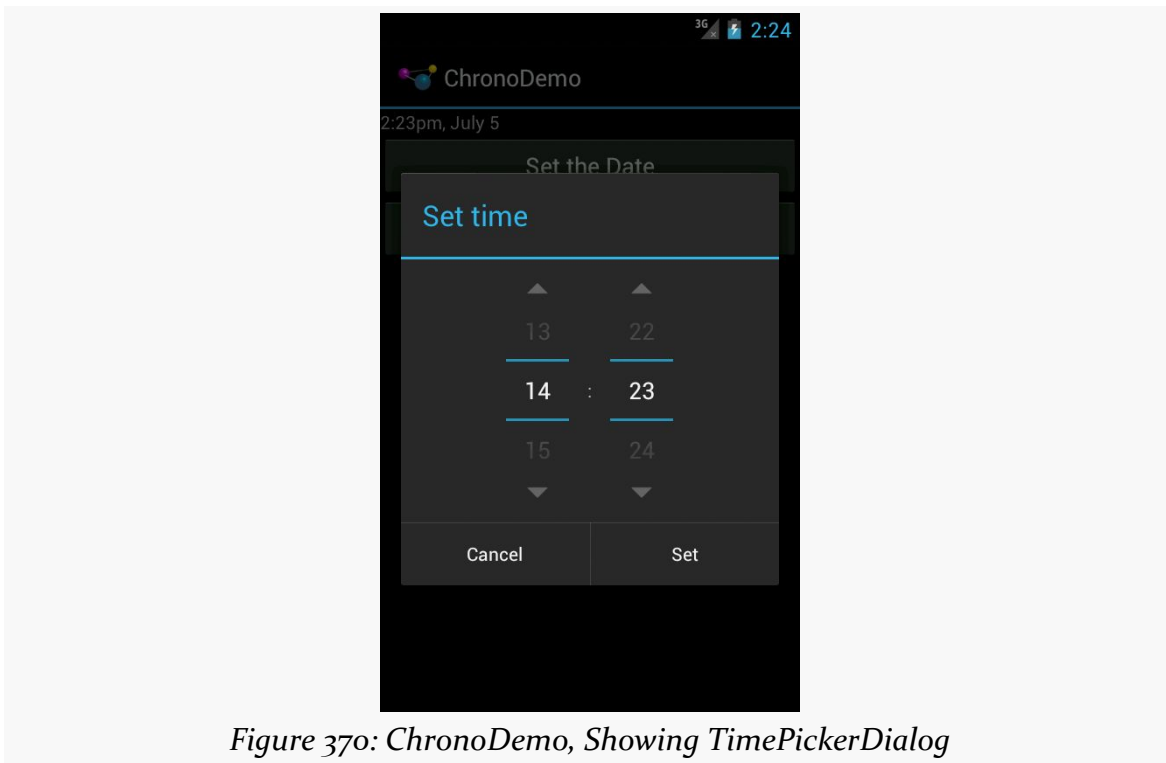 3G 2:24
ChronoDemo
2:23pm, July 5
Set the Date
Set time
13 22
14 : 23
15 24
Cancel Set
Figure 370: ChronoDemo, Showing TimePickerDialog